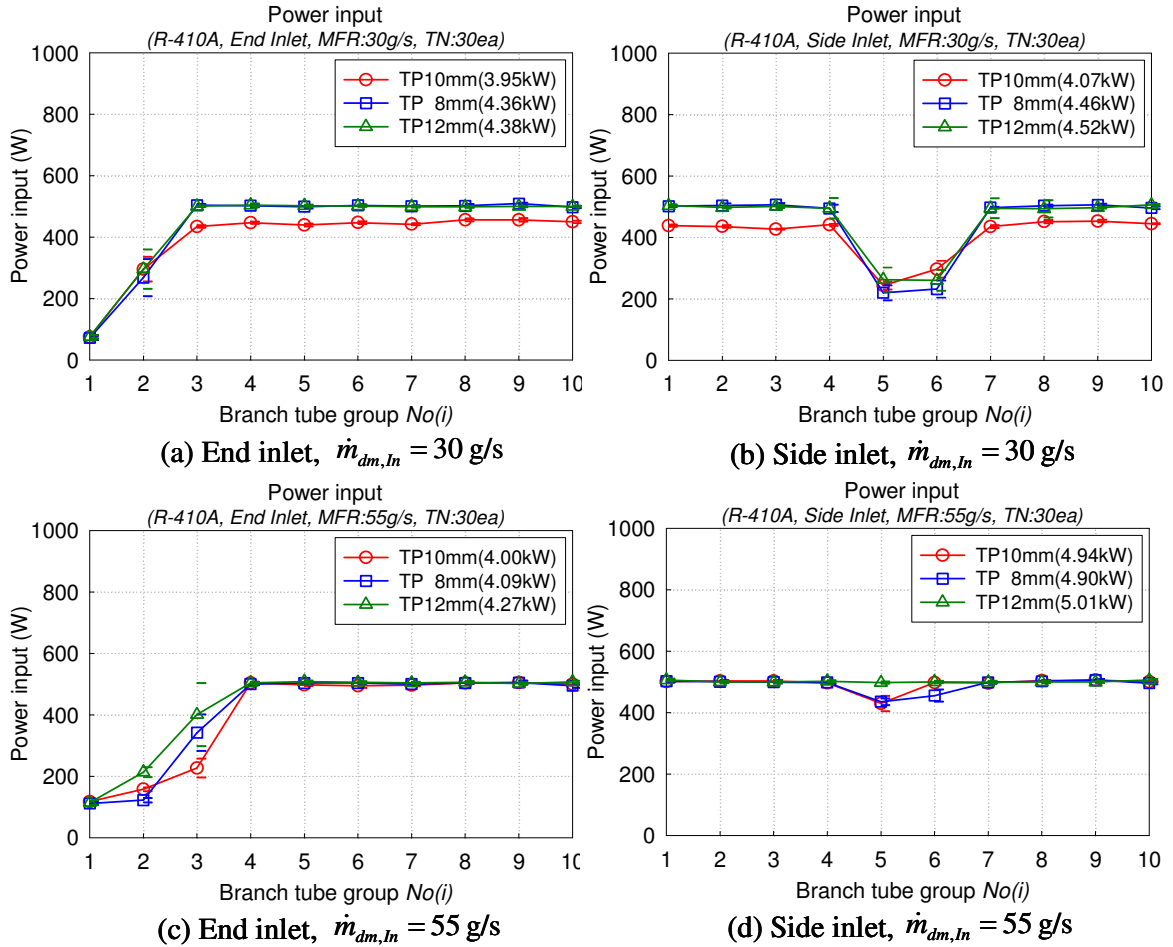 Power input
(R-410A, End Inlet, MFR:30g/s, TN:30ea)
1000
800
600
400
200
0
Power input (W)
TP10mm(3.95kW)
TP 8mm(4.36kW)
TP12mm(4.38kW)
1 2 3 4 5 6 7 8 9 10
Branch tube group No(i)
(a) End inlet, ṁdm,In = 30 g/s
Power input
(R-410A, Side Inlet, MFR:30g/s, TN:30ea)
1000
800
600
400
200
0
Power input (W)
TP10mm(4.07kW)
TP 8mm(4.46kW)
TP12mm(4.52kW)
1 2 3 4 5 6 7 8 9 10
Branch tube group No(i)
(b) Side inlet, ṁdm,In = 30 g/s
Power input
(R-410A, End Inlet, MFR:55g/s, TN:30ea)
1000
800
600
400
200
0
Power input (W)
TP10mm(4.00kW)
TP 8mm(4.09kW)
TP12mm(4.27kW)
1 2 3 4 5 6 7 8 9 10
Branch tube group No(i)
(c) End inlet, ṁdm,In = 55 g/s
Power input
(R-410A, Side Inlet, MFR:55g/s, TN:30ea)
1000
800
600
400
200
0
Power input (W)
TP10mm(4.94kW)
TP 8mm(4.90kW)
TP12mm(5.01kW)
1 2 3 4 5 6 7 8 9 10
Branch tube group No(i)
(d) Side inlet, ṁdm,In = 55 g/s